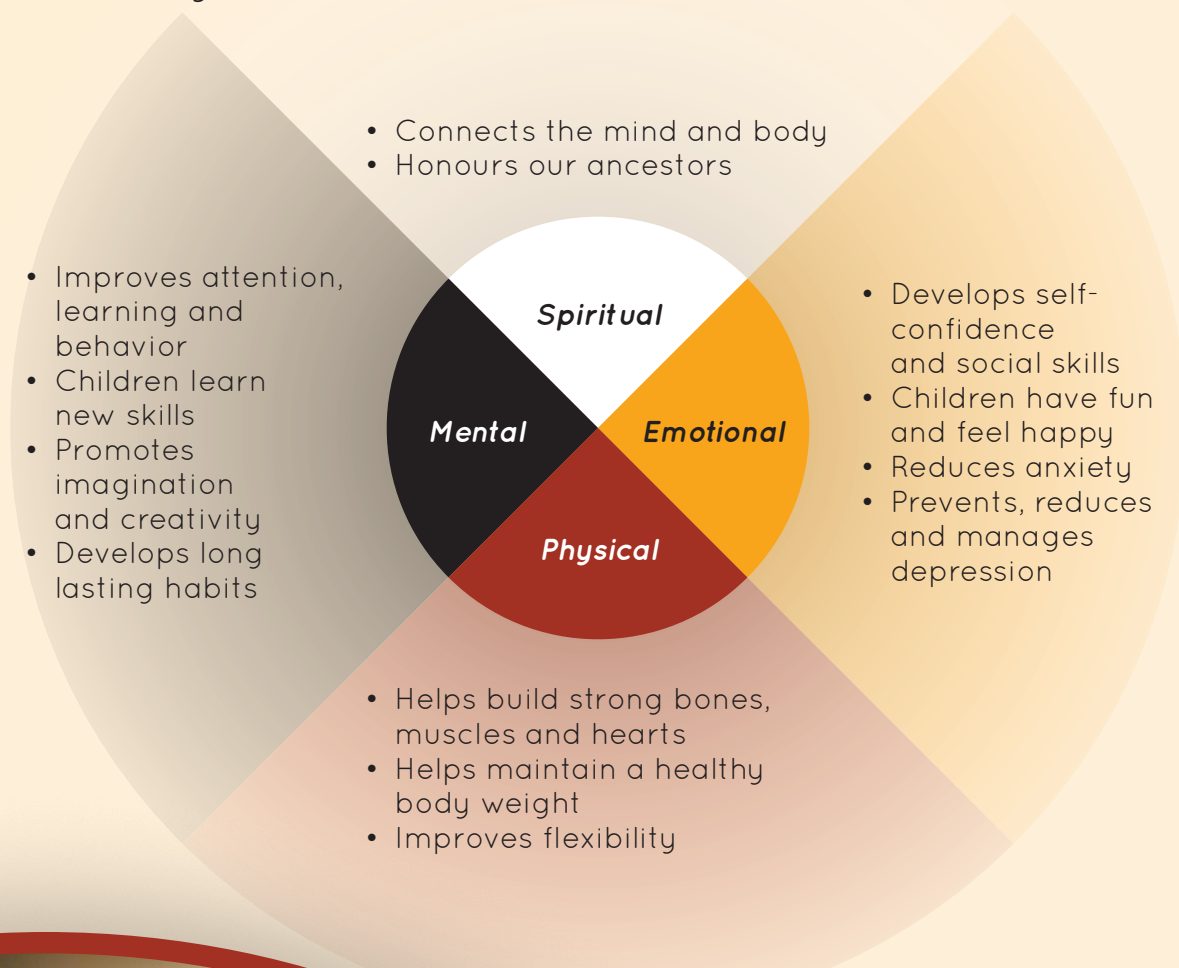 • Connects the mind and body
• Honours our ancestors
Spiritual
• Improves attention,
learning and
behavior
• Children learn
new skills
• Promotes
imagination
and creativity
• Develops long
lasting habits
Mental
Emotional
• Develops self-
confidence
and social skills
• Children have fun
and feel happy
• Reduces anxiety
• Prevents, reduces
and manages
depression
Physical
• Helps build strong bones,
muscles and hearts
• Helps maintain a healthy
body weight
• Improves flexibility